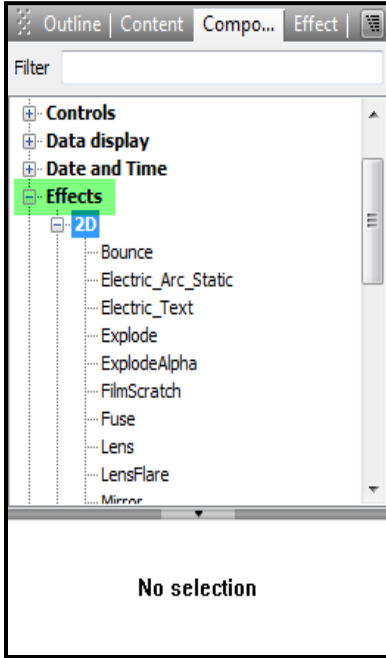 Outline | Content Compo... Effect |
Filter
Controls
Data display
Date and Time
Effects
2D
Bounce
Electric_Arc_Static
Electric_Text
Explode
ExplodeAlpha
FilmScratch
Fuse
Lens
LensFlare
Mirror
No selection